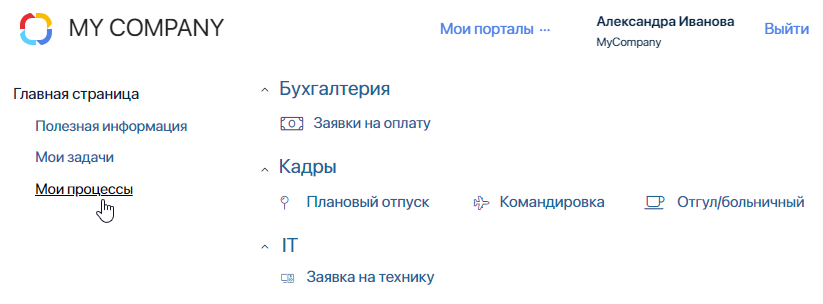 MY COMPANY
Мои порталы ...
Александра Иванова
MyCompany
Выйти
Главная страница
Полезная информация
Мои задачи
Мои процессы
Бухгалтерия
Заявки на оплату
Кадры
Плановый отпуск
Командировка
Отгул/больничный
IT
Заявка на технику